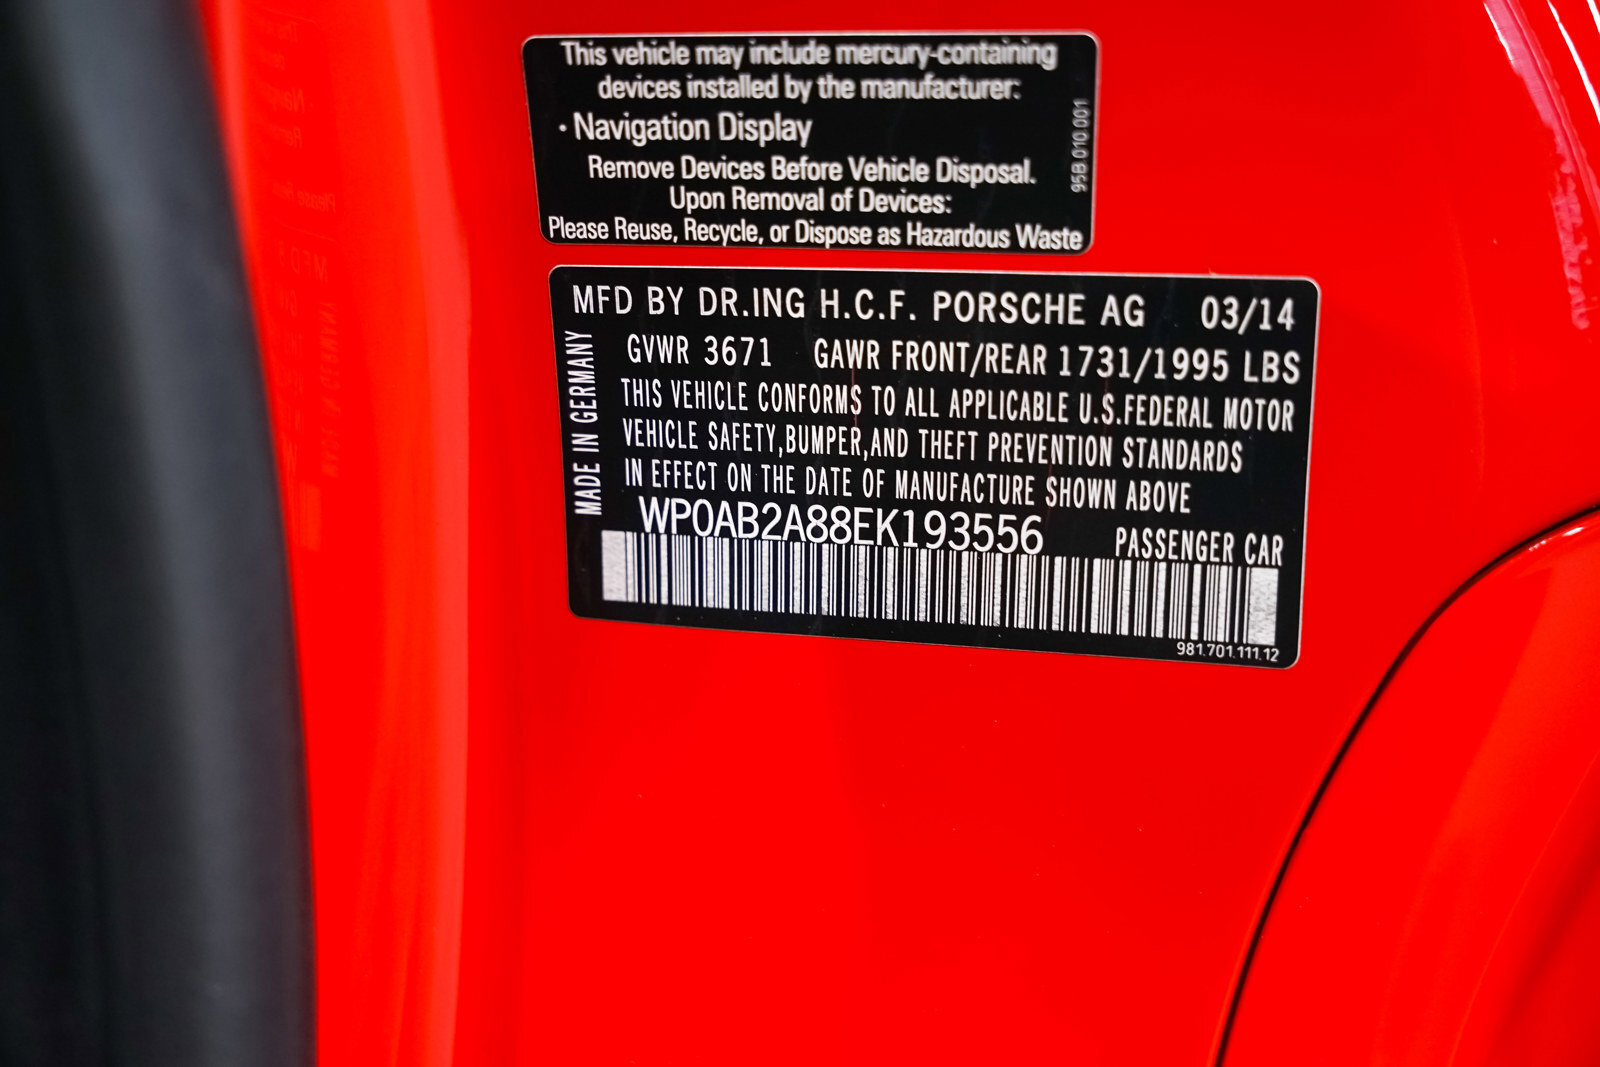 This vehicle may include mercury-containing
devices installed by the manufacturer:
• Navigation Display
Remove Devices Before Vehicle Disposal.
Upon Removal of Devices:
Please Reuse, Recycle, or Dispose as Hazardous Waste
95B.010.001
MFD BY DR.ING H.C.F. PORSCHE AG 03/14
GVWR 3671 GAWR FRONT/REAR 1731/1995 LBS
THIS VEHICLE CONFORMS TO ALL APPLICABLE U.S.FEDERAL MOTOR
VEHICLE SAFETY,BUMPER,AND THEFT PREVENTION STANDARDS
IN EFFECT ON THE DATE OF MANUFACTURE SHOWN ABOVE
MADE IN GERMANY
WP0AB2A88EK193556 PASSENGER CAR
981.701.111.12